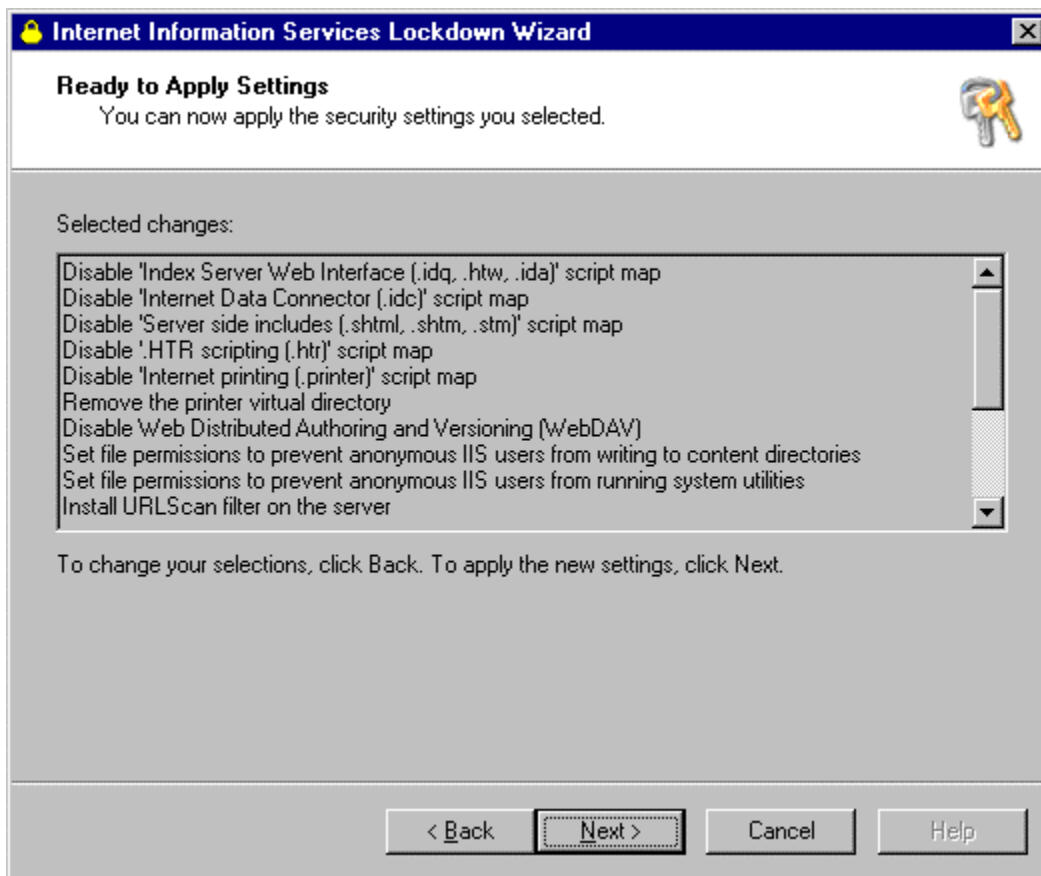 Internet Information Services Lockdown Wizard
Ready to Apply Settings
You can now apply the security settings you selected.
Selected changes:
Disable 'Index Server Web Interface (.idq, .htw, .ida)' script map
Disable 'Internet Data Connector (.idc)' script map
Disable 'Server side includes (.shtml, .shtm, .stm)' script map
Disable '.HTR scripting (.htr)' script map
Disable 'Internet printing (.printer)' script map
Remove the printer virtual directory
Disable Web Distributed Authoring and Versioning (WebDAV)
Set file permissions to prevent anonymous IIS users from writing to content directories
Set file permissions to prevent anonymous IIS users from running system utilities
Install URLScan filter on the server
To change your selections, click Back. To apply the new settings, click Next.
< Back Next > Cancel Help